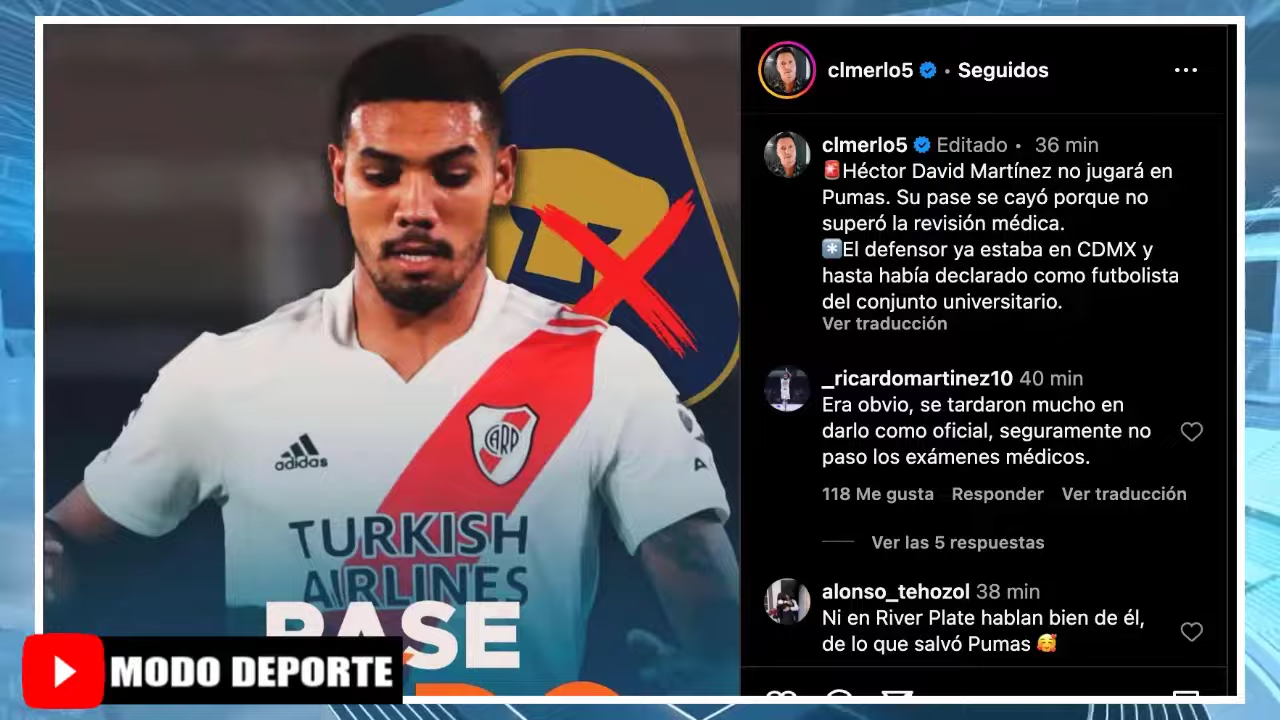 clmerlo5 • Seguidos
clmerlo5 Editado • 36 min
🚨Héctor David Martínez no jugará en
Pumas. Su pase se cayó porque no
superó la revisión médica.
*️⃣El defensor ya estaba en CDMX y
hasta había declarado como futbolista
del conjunto universitario.
Ver traducción
_ricardomartinez10 40 min
Era obvio, se tardaron mucho en
darlo como oficial, seguramente no
paso los exámenes médicos.
118 Me gusta Responder Ver traducción
Ver las 5 respuestas
alonso_tehozol 38 min
Ni en River Plate hablan bien de él,
de lo que salvó Pumas 🥰
CARP
adidas
TURKISH
AIRLINES
PASE
MODO DEPORTE